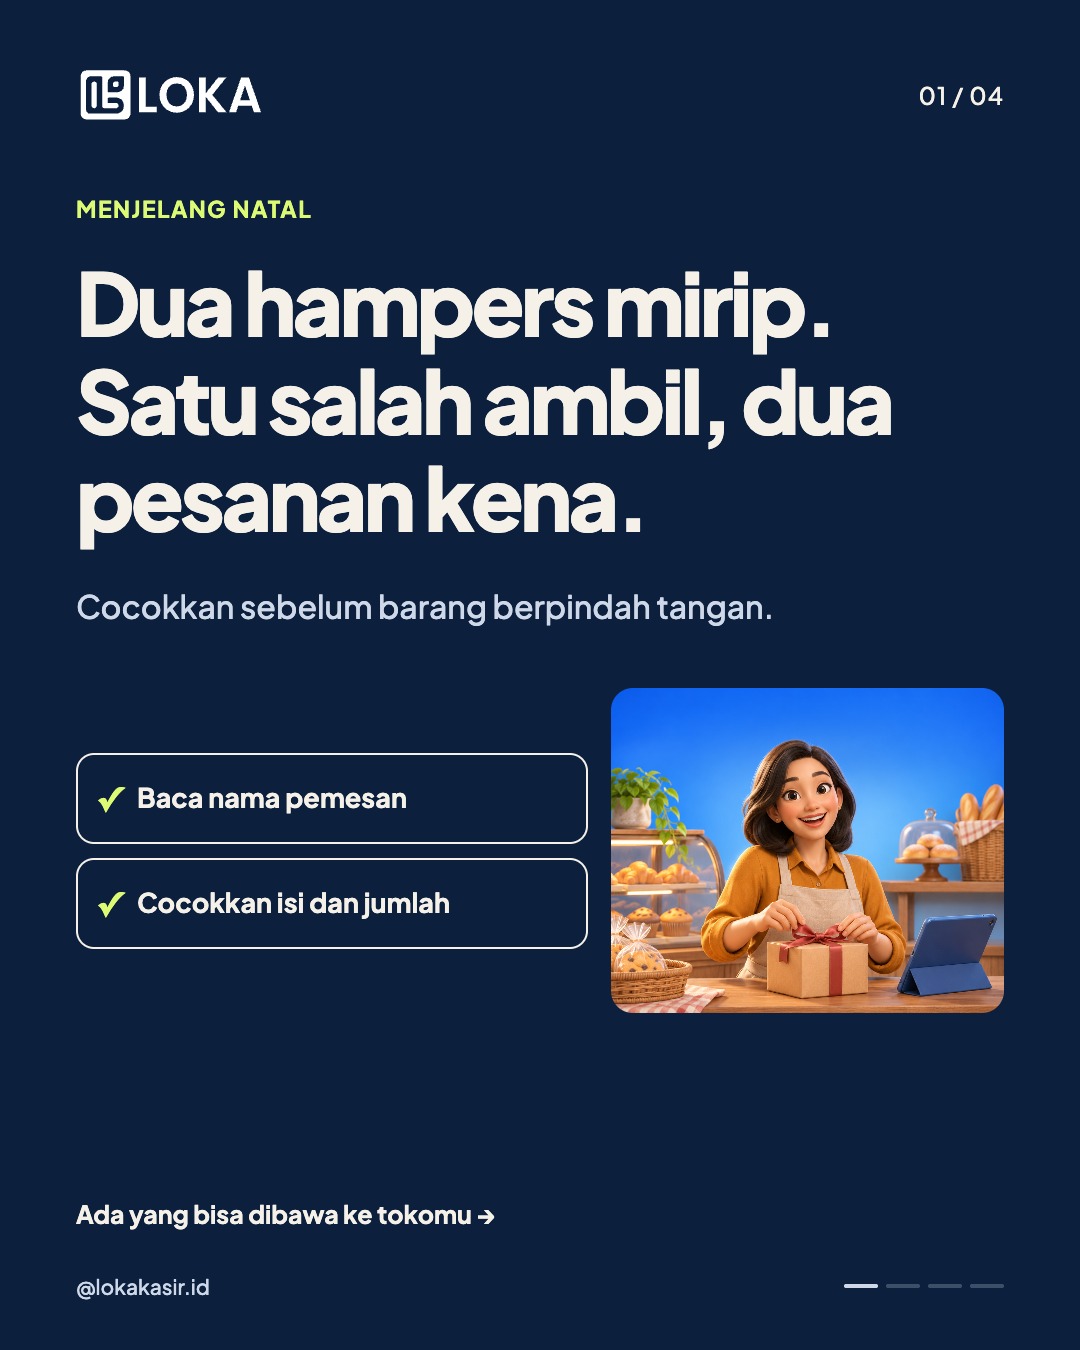 LOKA
01 / 04
MENJELANG NATAL
Dua hampers mirip.
Satu salah ambil, dua
pesanan kena.
Cocokkan sebelum barang berpindah tangan.
✓ Baca nama pemesan
✓ Cocokkan isi dan jumlah
Ada yang bisa dibawa ke tokomu →
@lokakasir.id